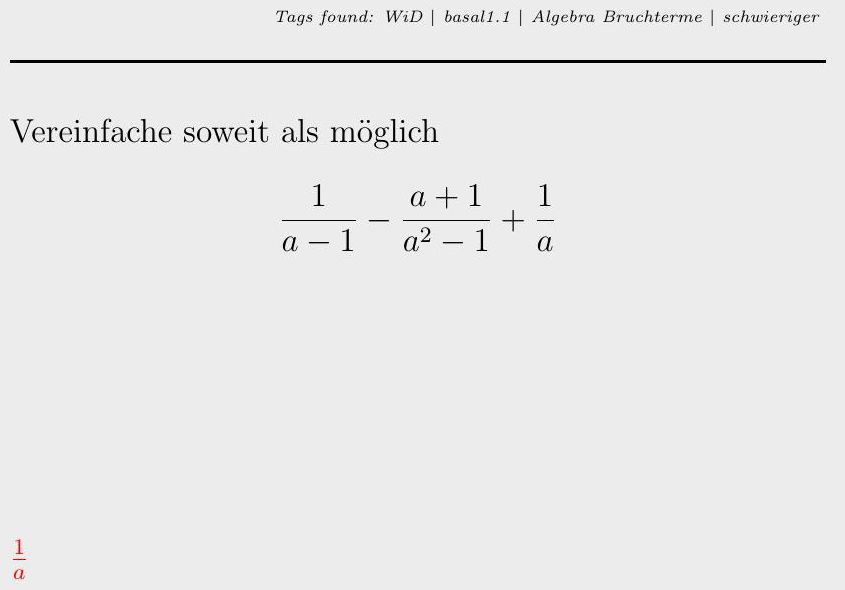 Tags found: WiD | basal1.1 | Algebra Bruchterme | schwieriger
Vereinfache soweit als möglich
\frac{1}{a-1} - \frac{a+1}{a^2-1} + \frac{1}{a}
\frac{1}{a}